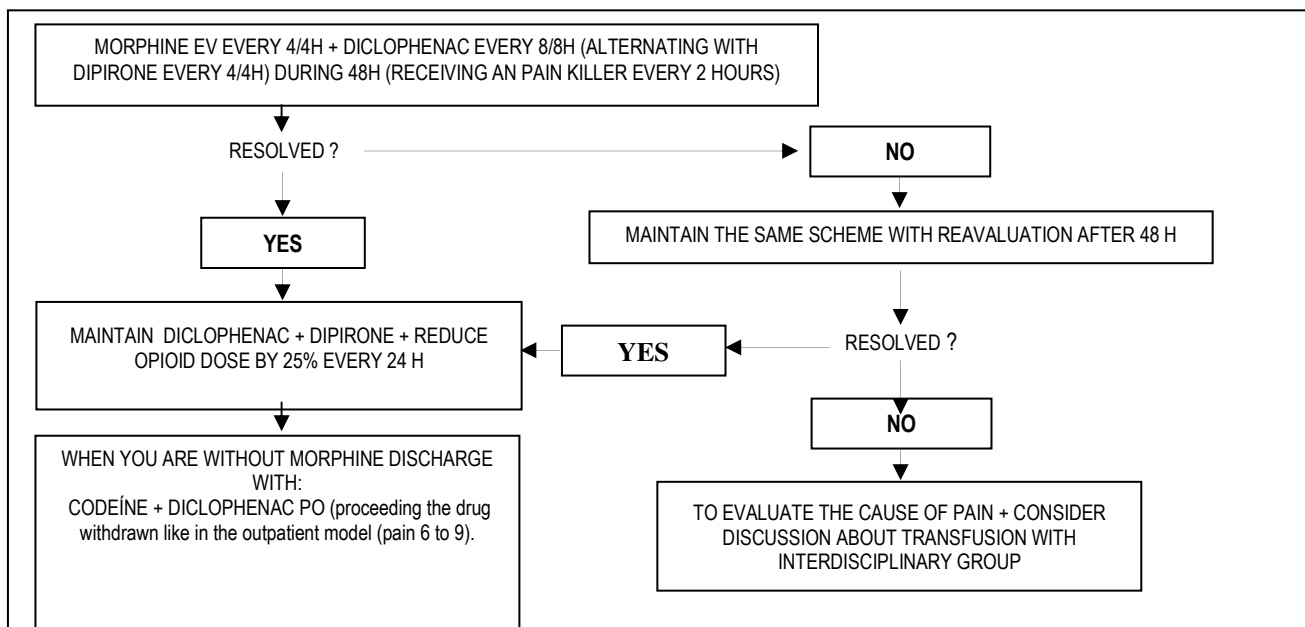 MORPHINE EV EVERY 4/4H + DICLOPHENAC EVERY 8/8H (ALTERNATING WITH
DIPIRONE EVERY 4/4H) DURING 48H (RECEIVING AN PAIN KILLER EVERY 2 HOURS)
RESOLVED ?
NO
YES
MAINTAIN THE SAME SCHEME WITH REAVALUATION AFTER 48 H
MAINTAIN DICLOPHENAC + DIPIRONE + REDUCE
OPIOID DOSE BY 25% EVERY 24 H
YES
RESOLVED ?
NO
WHEN YOU ARE WITHOUT MORPHINE DISCHARGE
WITH:
CODEÍNE + DICLOPHENAC PO (proceeding the drug
withdrawn like in the outpatient model (pain 6 to 9).
TO EVALUATE THE CAUSE OF PAIN + CONSIDER
DISCUSSION ABOUT TRANSFUSION WITH
INTERDISCIPLINARY GROUP